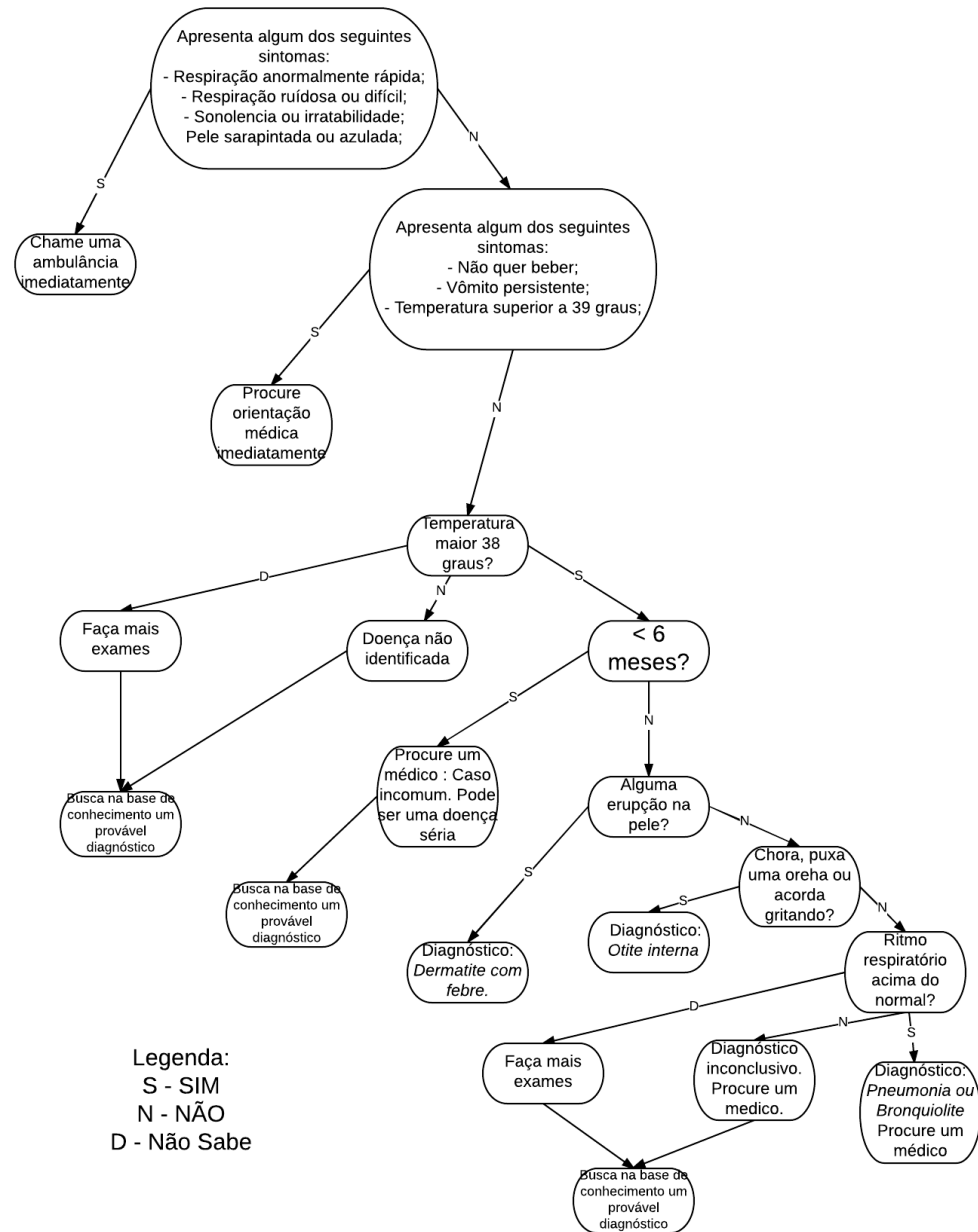 Apresenta algum dos seguintes
sintomas:
- Respiração anormalmente rápida;
- Respiração ruídosa ou difícil;
- Sonolencia ou irratabilidade;
Pele sarapintada ou azulada;
S
N
Chame uma
ambulância
imediatamente
Apresenta algum dos seguintes
sintomas:
- Não quer beber;
- Vômito persistente;
- Temperatura superior a 39 graus;
S
N
Procure
orientação
médica
imediatamente
Temperatura
maior 38
graus?
D
N
S
Faça mais
exames
Doença não
identificada
< 6
meses?
S
N
Busca na base de
conhecimento um
provável
diagnóstico
Procure um
médico : Caso
incomum. Pode
ser uma doença
séria
Alguma
erupção na
pele?
S
N
Busca na base de
conhecimento um
provável
diagnóstico
Chora, puxa
uma oreha ou
acorda
gritando?
S
N
Diagnóstico:
Dermatite com
febre.
Diagnóstico:
Otite interna
Ritmo
respiratório
acima do
normal?
D
N
S
Faça mais
exames
Diagnóstico
inconclusivo.
Procure um
medico.
Diagnóstico:
Pneumonia ou
Bronquiolite
Procure um
médico
Busca na base de
conhecimento um
provável
diagnóstico
Legenda:
S - SIM
N - NÃO
D - Não Sabe